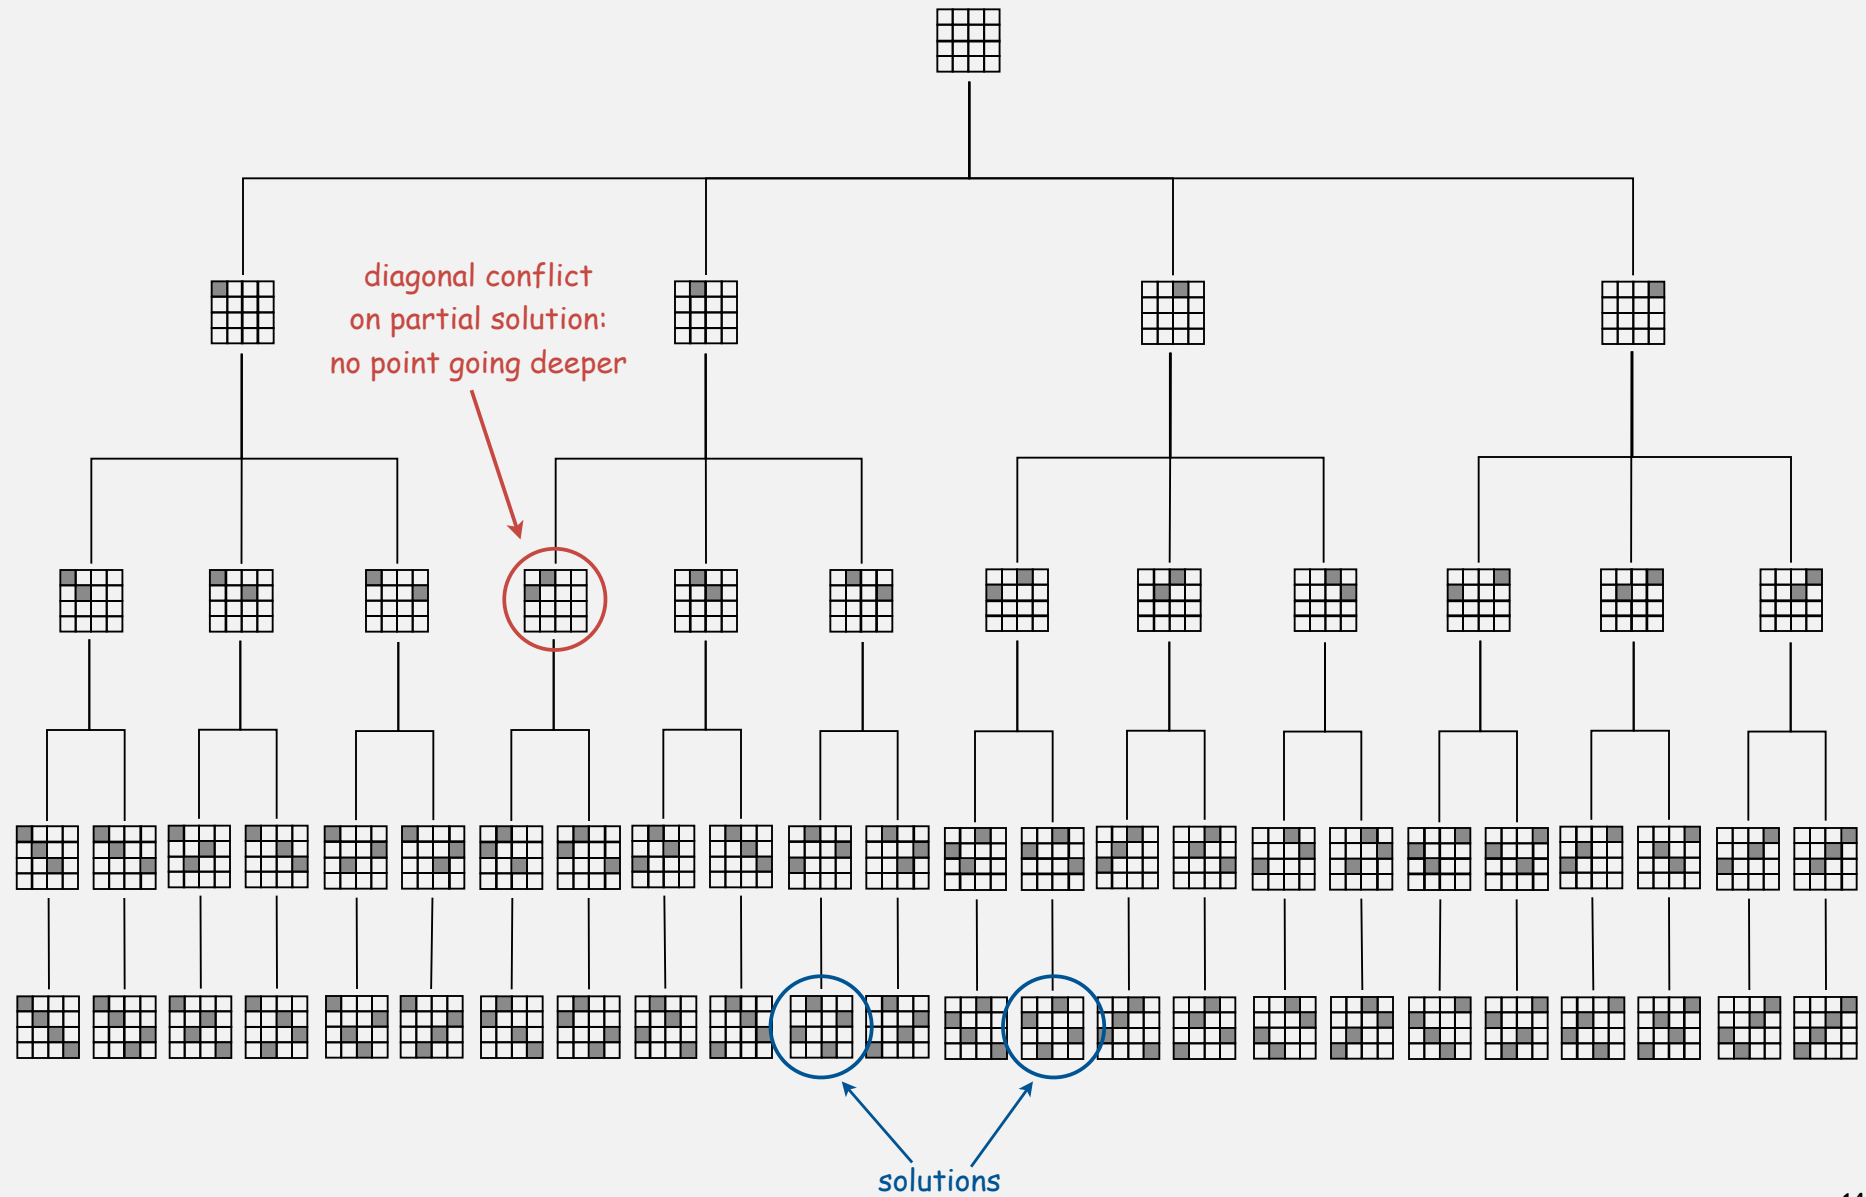 diagonal conflict
on partial solution:
no point going deeper
solutions